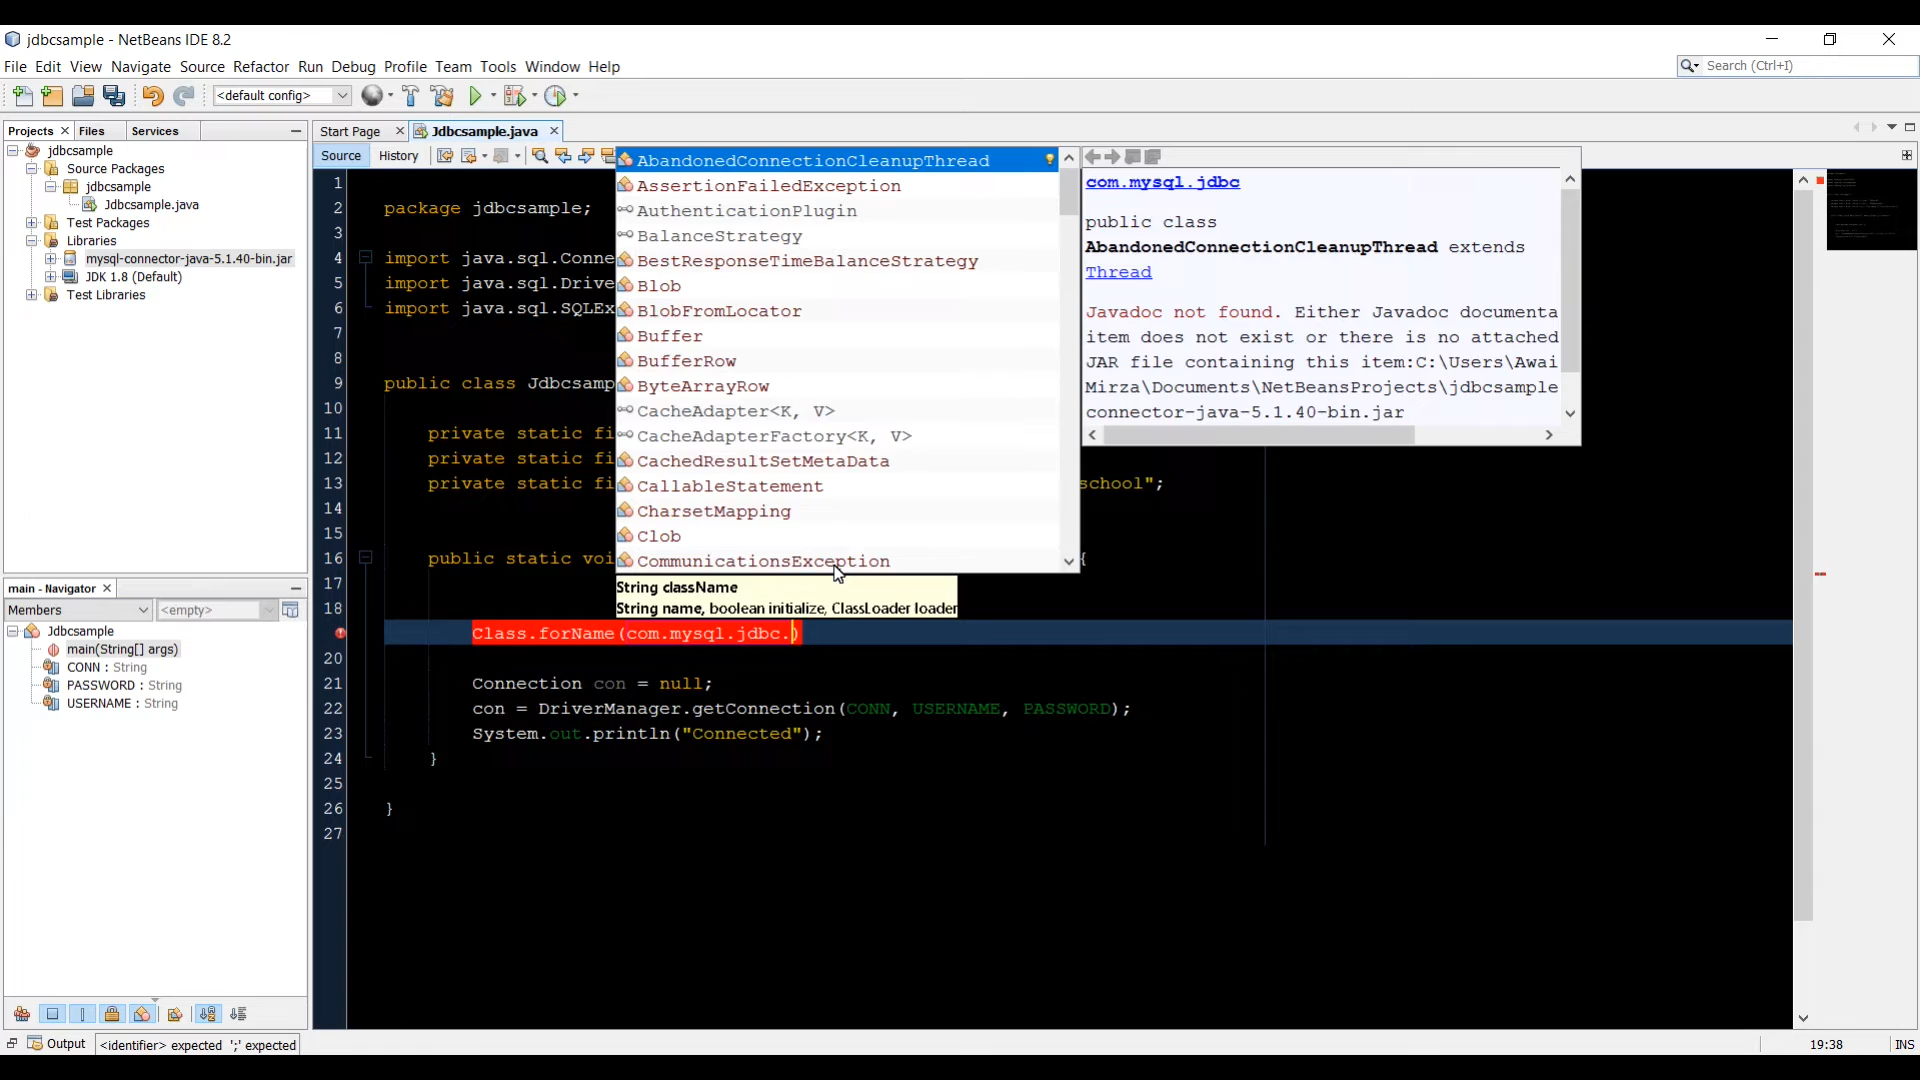 jdbcsample - NetBeans IDE 8.2
File Edit View Navigate Source Refactor Run Debug Profile Team Tools Window Help
Search (Ctrl+I)
<default config>
Projects Files Services
Start Page Jdbcsample.java
Source History
jdbcsample
Source Packages
jdbcsample
Jdbcsample.java
Test Packages
Libraries
mysql-connector-java-5.1.40-bin.jar
JDK 1.8 (Default)
Test Libraries
main - Navigator
Members <empty>
Jdbcsample
main(String[] args)
CONN : String
PASSWORD : String
USERNAME : String
1
2 package jdbcsample;
3
4 import java.sql.Conne
5 import java.sql.Drive
6 import java.sql.SQLEx
7
8
9 public class Jdbcsamp
10
11 private static fi
12 private static fi
13 private static fi school";
14
15
16 public static voi {
17
18
Class.forName(com.mysql.jdbc.)
20
21 Connection con = null;
22 con = DriverManager.getConnection(CONN, USERNAME, PASSWORD);
23 System.out.println("Connected");
24 }
25
26 }
27
AbandonedConnectionCleanupThread
AssertionFailedException
AuthenticationPlugin
BalanceStrategy
BestResponseTimeBalanceStrategy
Blob
BlobFromLocator
Buffer
BufferRow
ByteArrayRow
CacheAdapter<K, V>
CacheAdapterFactory<K, V>
CachedResultSetMetaData
CallableStatement
CharsetMapping
Clob
CommunicationsException
String className
String name, boolean initialize, ClassLoader loader
com.mysql.jdbc
public class
AbandonedConnectionCleanupThread extends
Thread
Javadoc not found. Either Javadoc documenta
item does not exist or there is no attached
JAR file containing this item:C:\Users\Awai
Mirza\Documents\NetBeansProjects\jdbcsample
connector-java-5.1.40-bin.jar
Output <identifier> expected ';' expected
19:38 INS